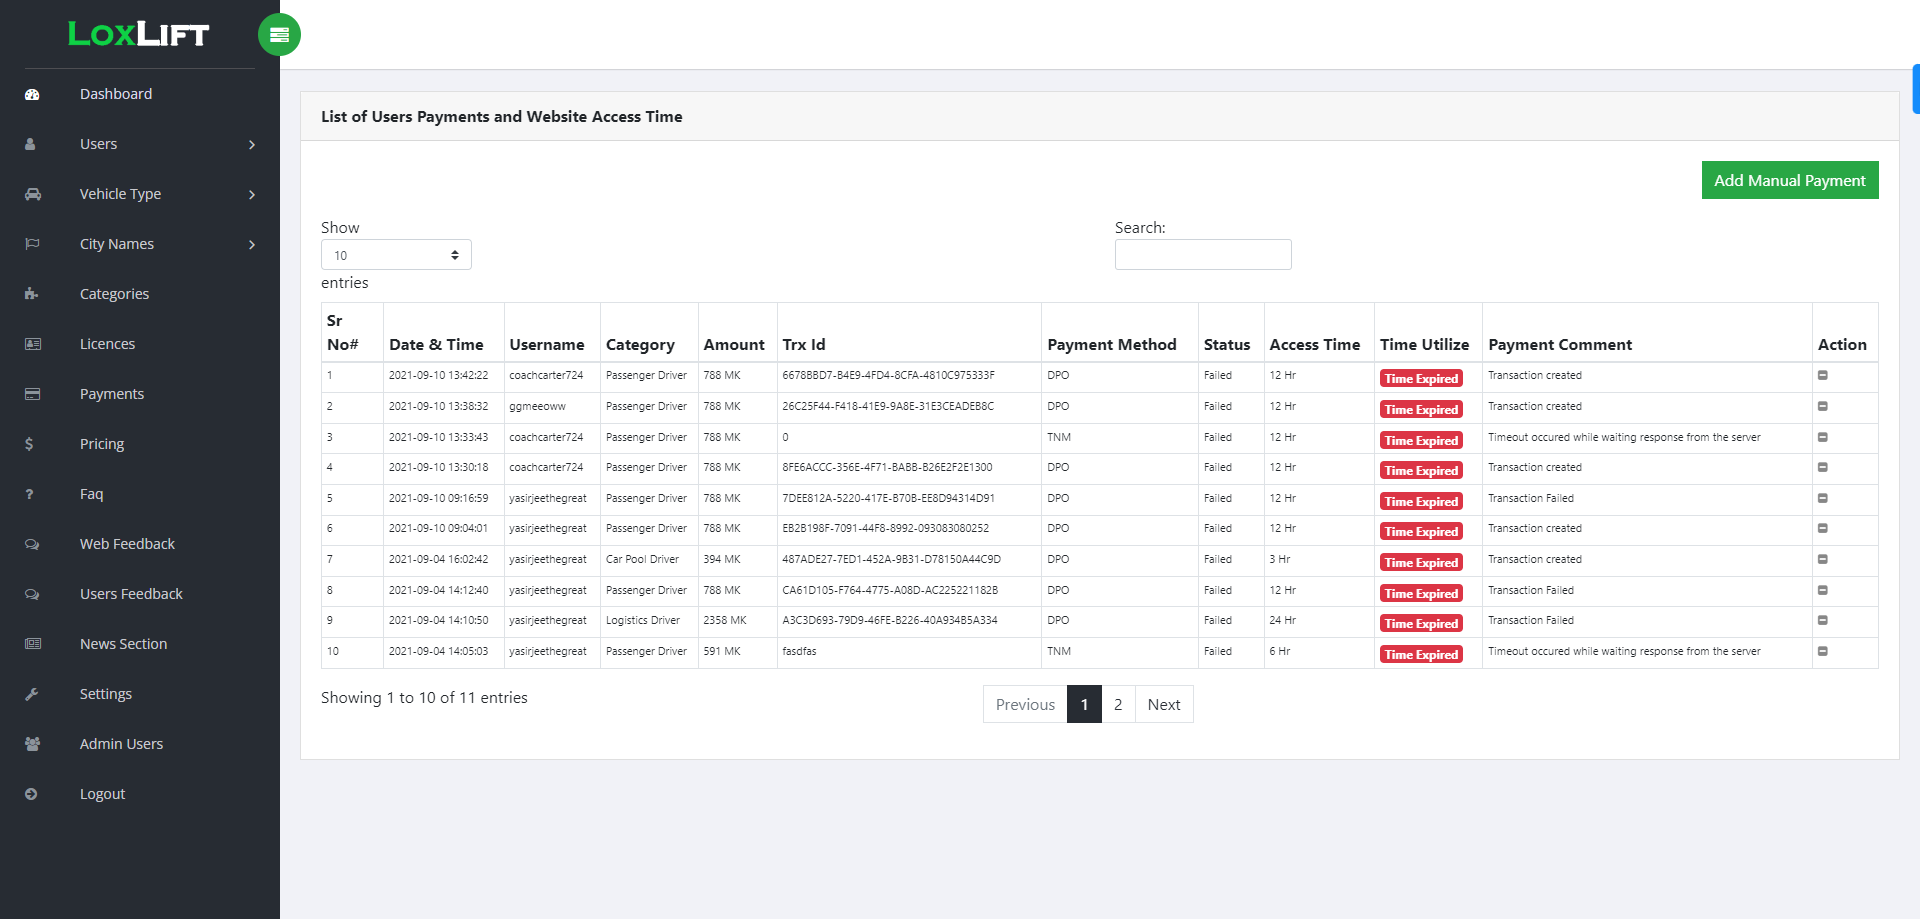 LOXLIFT
Dashboard
Users
Vehicle Type
City Names
Categories
Licences
Payments
Pricing
Faq
Web Feedback
Users Feedback
News Section
Settings
Admin Users
Logout
List of Users Payments and Website Access Time
Add Manual Payment
Show
10
entries
Search:
Sr No# Date & Time Username Category Amount Trx Id Payment Method Status Access Time Time Utilize Payment Comment Action
1 2021-09-10 13:42:22 coachcarter724 Passenger Driver 788 MK 6678BBD7-B4E9-4FD4-8CFA-4810C975333F DPO Failed 12 Hr Time Expired Transaction created
2 2021-09-10 13:38:32 ggmeeoww Passenger Driver 788 MK 26C25F44-F418-41E9-9A8E-31E3CEADEB8C DPO Failed 12 Hr Time Expired Transaction created
3 2021-09-10 13:33:43 coachcarter724 Passenger Driver 788 MK 0 TNM Failed 12 Hr Time Expired Timeout occured while waiting response from the server
4 2021-09-10 13:30:18 coachcarter724 Passenger Driver 788 MK 8FE6ACCC-356E-4F71-BABB-B26E2F2E1300 DPO Failed 12 Hr Time Expired Transaction created
5 2021-09-10 09:16:59 yasirjeethegreat Passenger Driver 788 MK 7DEE812A-5220-417E-B70B-EE8D94314D91 DPO Failed 12 Hr Time Expired Transaction Failed
6 2021-09-10 09:04:01 yasirjeethegreat Passenger Driver 788 MK EB2B198F-7091-44F8-8992-093083080252 DPO Failed 12 Hr Time Expired Transaction created
7 2021-09-04 16:02:42 yasirjeethegreat Car Pool Driver 394 MK 487ADE27-7ED1-452A-9B31-D78150A44C9D DPO Failed 3 Hr Time Expired Transaction created
8 2021-09-04 14:12:40 yasirjeethegreat Passenger Driver 788 MK CA61D105-F764-4775-A08D-AC225221182B DPO Failed 12 Hr Time Expired Transaction Failed
9 2021-09-04 14:10:50 yasirjeethegreat Logistics Driver 2358 MK A3C3D693-79D9-46FE-B226-40A934B5A334 DPO Failed 24 Hr Time Expired Transaction Failed
10 2021-09-04 14:05:03 yasirjeethegreat Passenger Driver 591 MK fasdfas TNM Failed 6 Hr Time Expired Timeout occured while waiting response from the server
Showing 1 to 10 of 11 entries
Previous 1 2 Next